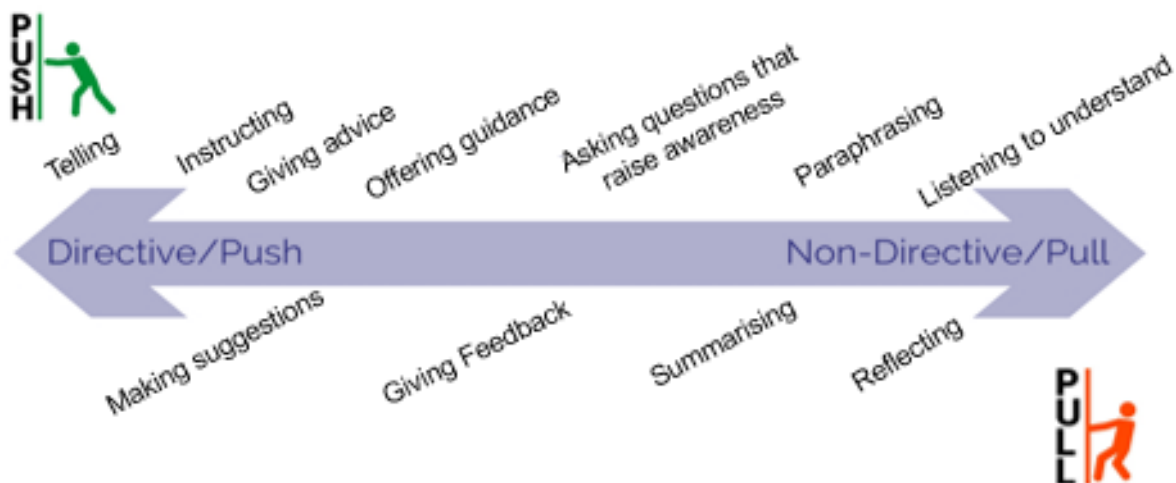 PUSH
Telling
Instructing
Giving advice
Offering guidance
Asking questions that
raise awareness
Paraphrasing
Listening to understand
Directive/Push
Non-Directive/Pull
Making suggestions
Giving Feedback
Summarising
Reflecting
PULL